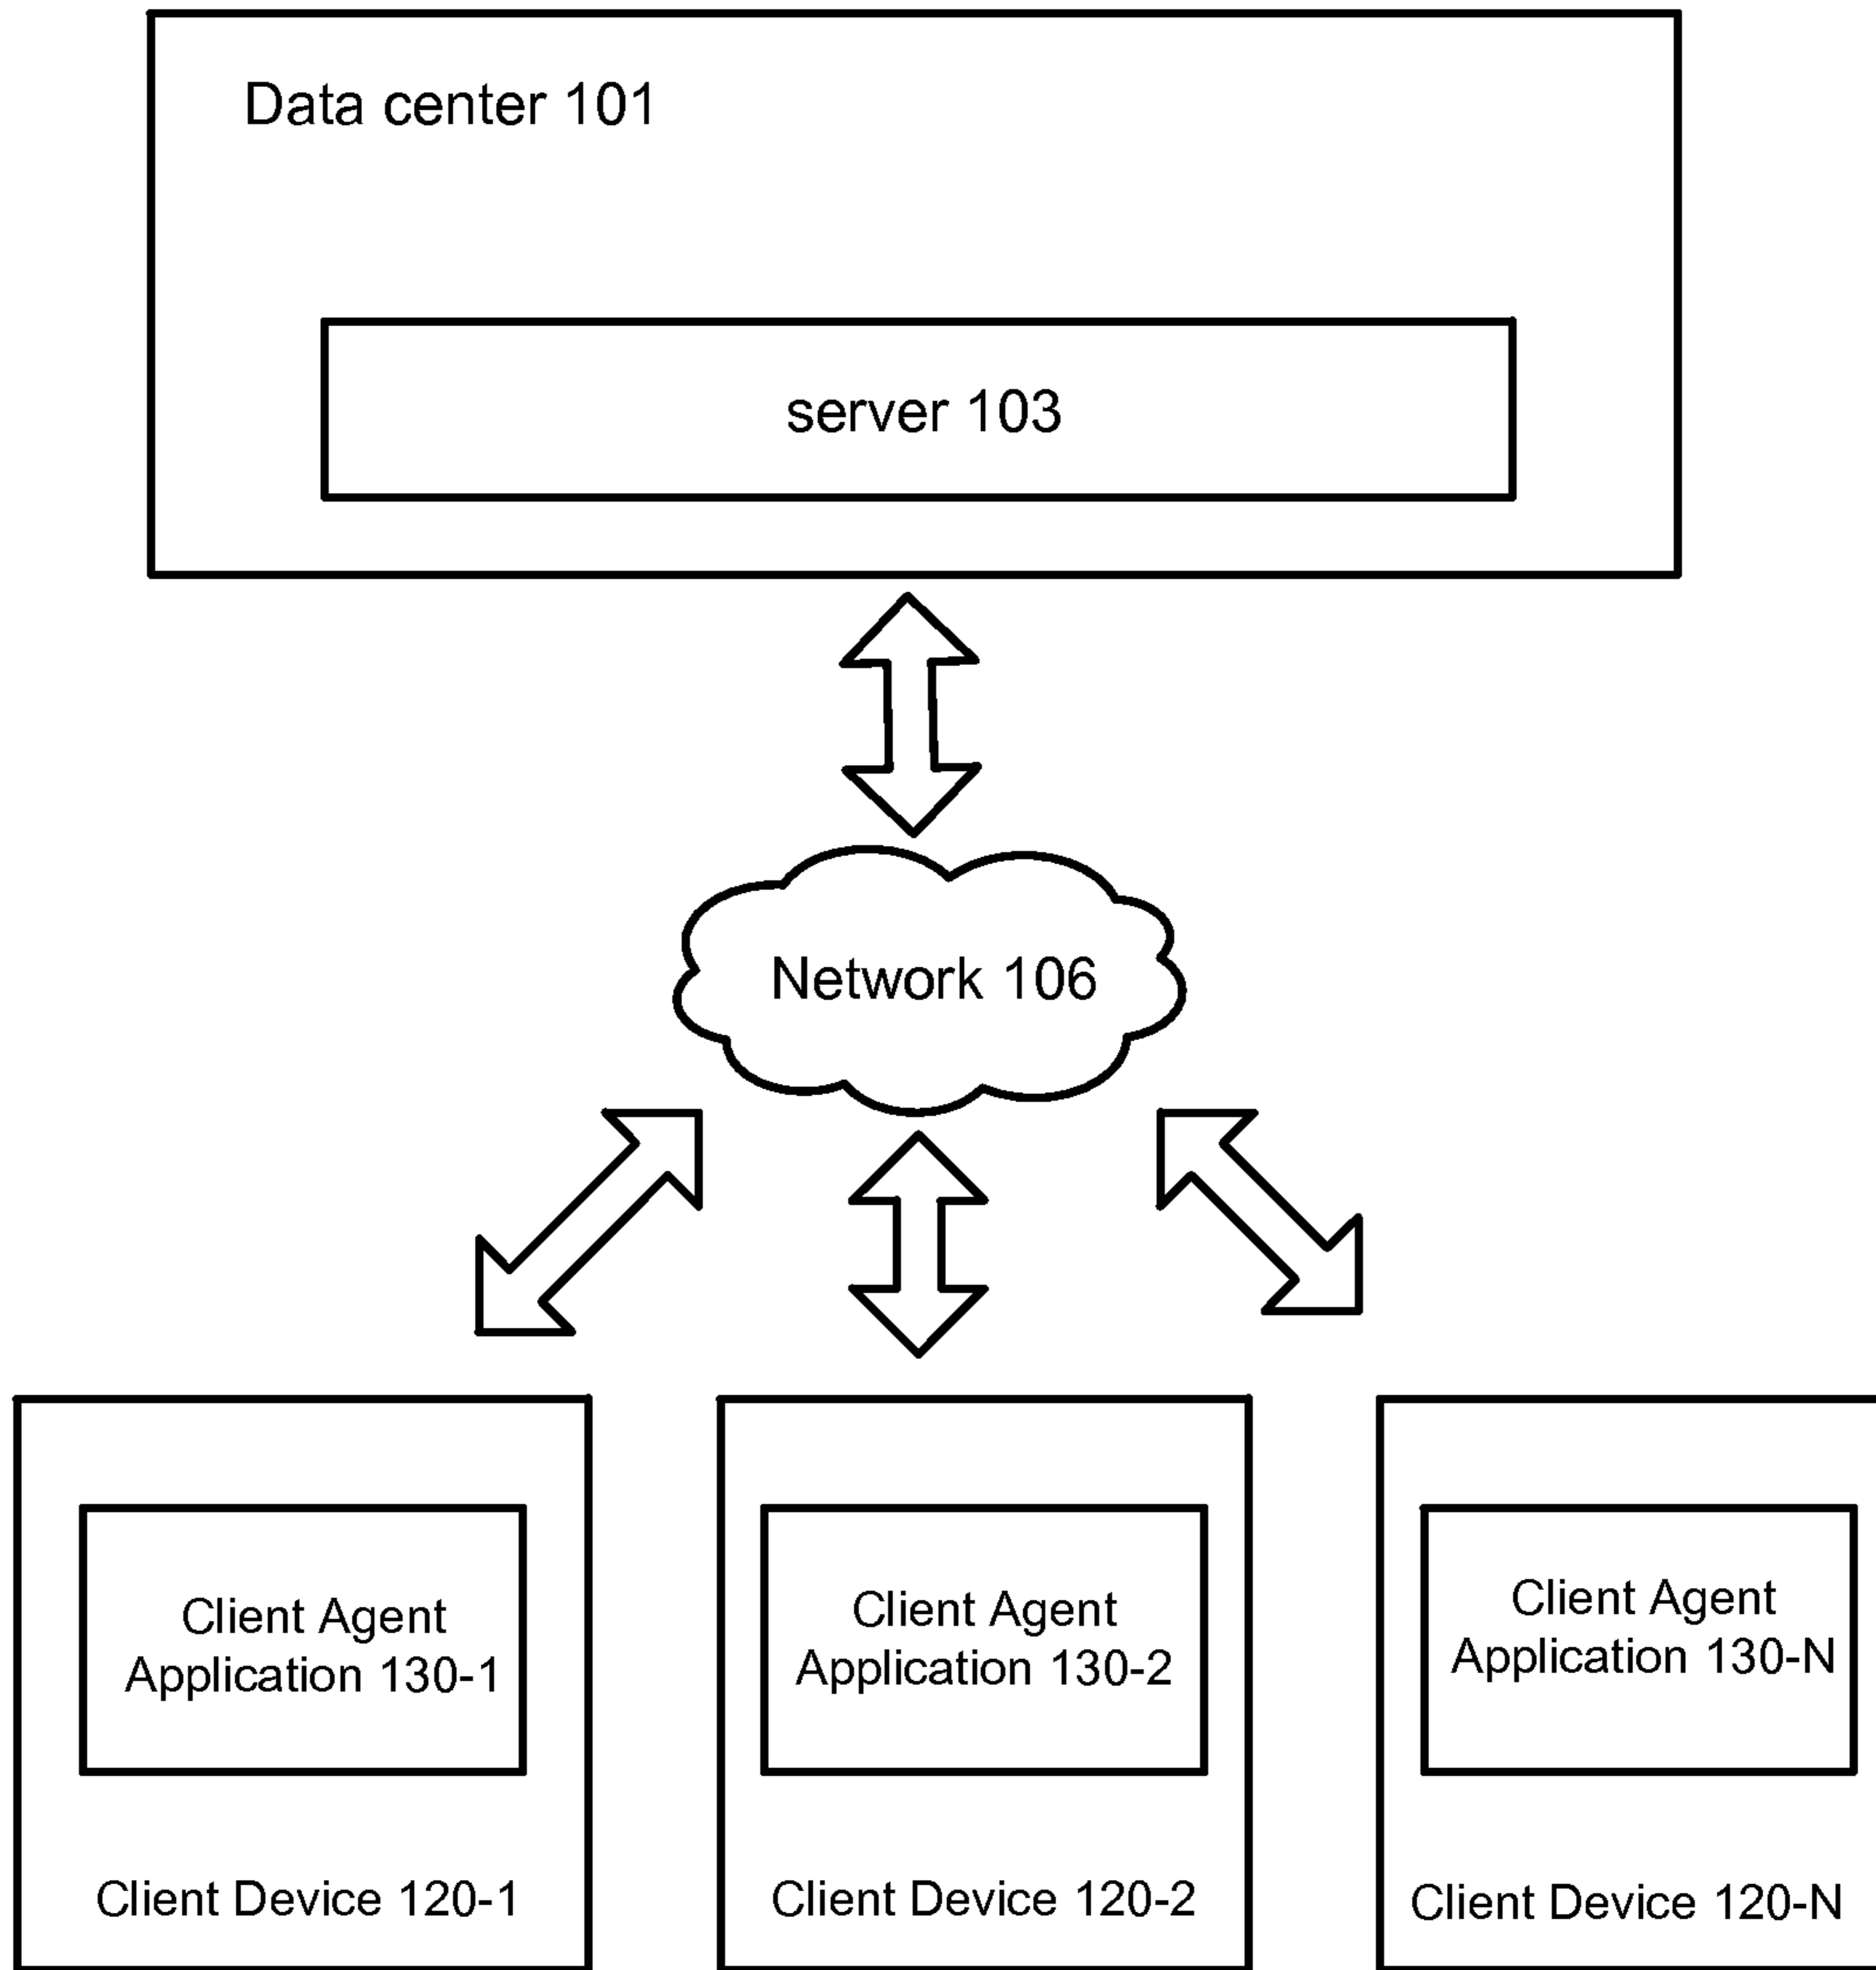 Data center 101
server 103
Network 106
Client Agent
Application 130-1
Client Device 120-1
Client Agent
Application 130-2
Client Device 120-2
Client Agent
Application 130-N
Client Device 120-N